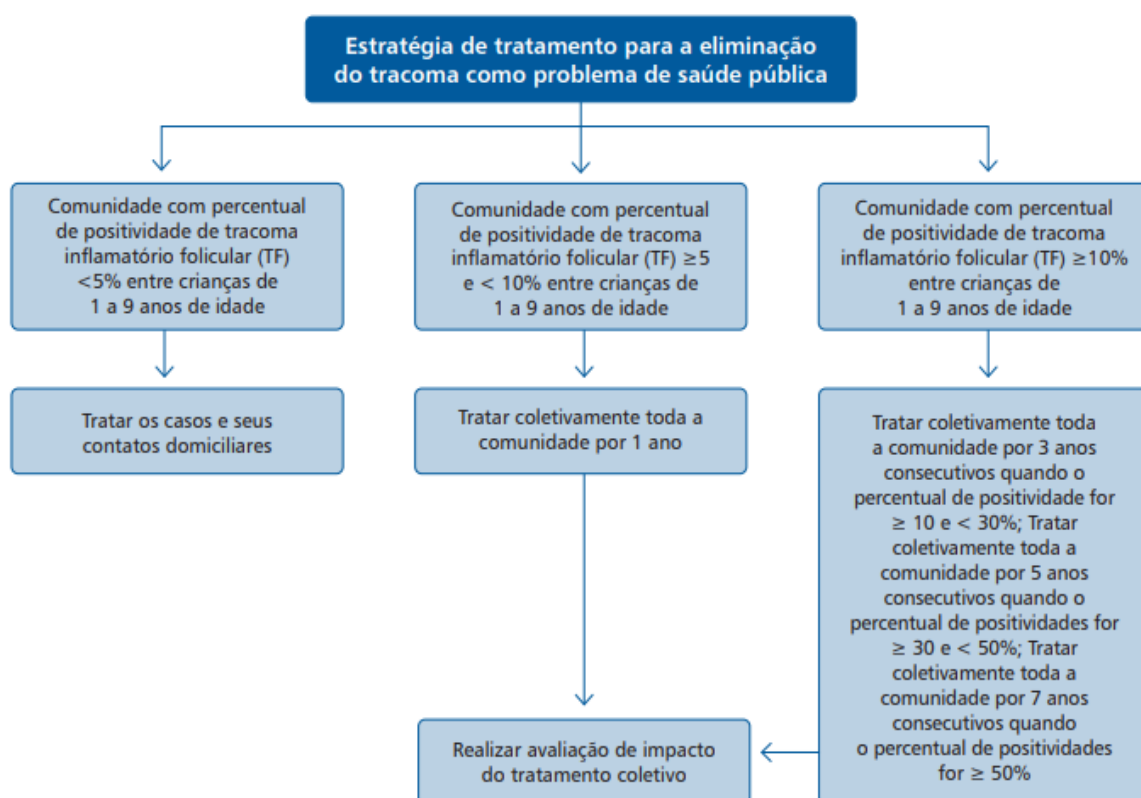 Estratégia de tratamento para a eliminação
do tracoma como problema de saúde pública
Comunidade com percentual
de positividade de tracoma
inflamatório folicular (TF)
<5% entre crianças de
1 a 9 anos de idade
Comunidade com percentual
de positividade de tracoma
inflamatório folicular (TF) ≥5
e < 10% entre crianças de
1 a 9 anos de idade
Comunidade com percentual
de positividade de tracoma
inflamatório folicular (TF) ≥10%
entre crianças de
1 a 9 anos de idade
Tratar os casos e seus
contatos domiciliares
Tratar coletivamente toda a
comunidade por 1 ano
Tratar coletivamente toda
a comunidade por 3 anos
consecutivos quando o
percentual de positividade for
≥ 10 e < 30%; Tratar
coletivamente toda a
comunidade por 5 anos
consecutivos quando o
percentual de positividades for
≥ 30 e < 50%; Tratar
coletivamente toda a
comunidade por 7 anos
consecutivos quando
o percentual de positividades
for ≥ 50%
Realizar avaliação de impacto
do tratamento coletivo